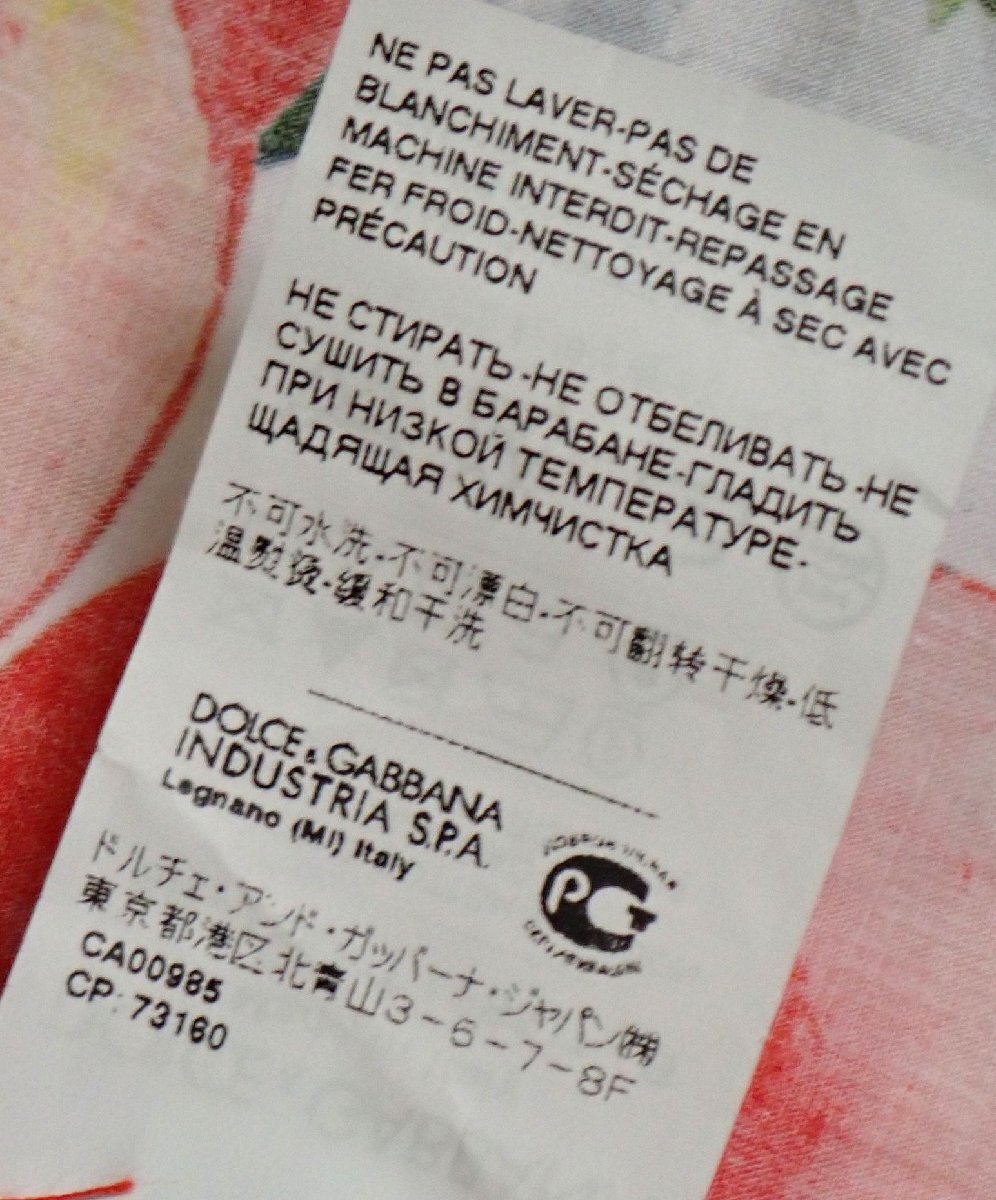 NE PAS LAVER-PAS DE
BLANCHIMENT-SÉCHAGE EN
MACHINE INTERDIT-REPASSAGE
FER FROID-NETTOYAGE À SEC AVEC
PRÉCAUTION
НЕ СТИРАТЬ-НЕ ОТБЕЛИВАТЬ-НЕ
СУШИТЬ В БАРАБАНЕ-ГЛАДИТЬ
ПРИ НИЗКОЙ ТЕМПЕРАТУРЕ-
ЩАДЯЩАЯ ХИМЧИСТКА
不可水洗-不可漂白-不可翻转干燥-低
温熨烫-缓和干洗
DOLCE & GABBANA
INDUSTRIA S.P.A.
Legnano (MI) Italy
PCT
ドルチェ・アンド・ガッバーナ・ジャパン㈱
東京都港区北青山3-6-7-8F
CA00985
CP: 73160